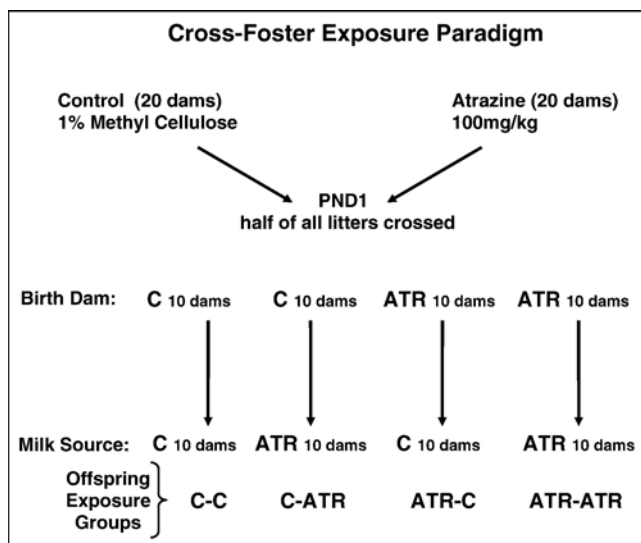 Cross-Foster Exposure Paradigm
Control (20 dams)
1% Methyl Cellulose
Atrazine (20 dams)
100mg/kg
PND1
half of all litters crossed
Birth Dam: C 10 dams C 10 dams ATR 10 dams ATR 10 dams
Milk Source: C 10 dams ATR 10 dams C 10 dams ATR 10 dams
Offspring
Exposure
Groups
C-C C-ATR ATR-C ATR-ATR